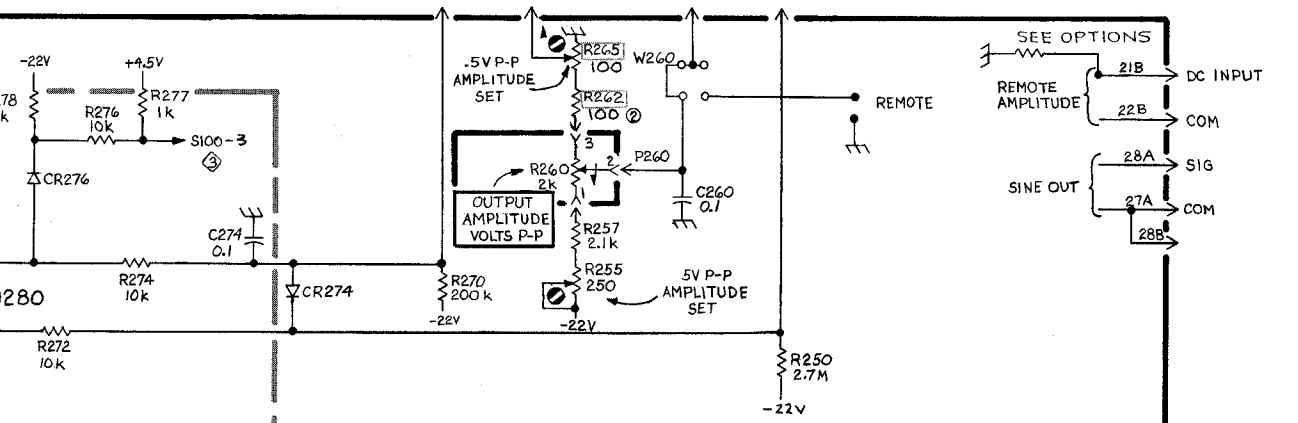 -22V
+4.5V
78
k
R276
10k
R277
1k
S100-3
3
CR276
C274
0.1
R274
10k
280
CR274
R272
10k
R270
200k
-22V
.5V P-P
AMPLITUDE
SET
R265
100
R262
100 2
W260
REMOTE
3
R260
2k
2
1
P260
C260
0.1
OUTPUT
AMPLITUDE
VOLTS P-P
R257
2.1k
R255
250
-22V
5V P-P
AMPLITUDE
SET
R250
2.7M
-22V
SEE OPTIONS
REMOTE
AMPLITUDE
21B
DC INPUT
22B
COM
SINE OUT
28A
SIG
27A
COM
28B